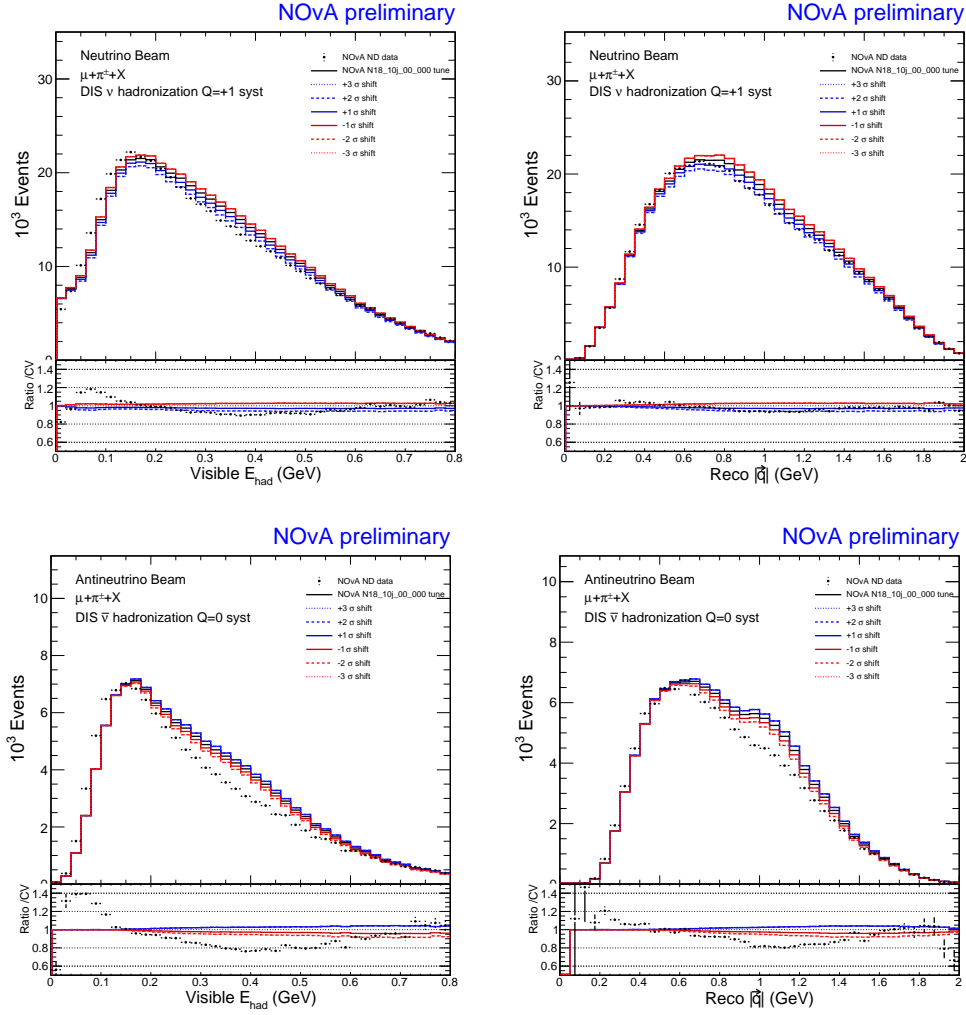 NOvA preliminary
Neutrino Beam
μ+π±+X
DIS ν hadronization Q=+1 syst
NOvA ND data
NOvA N18_10j_00_000 tune
+3 σ shift
+2 σ shift
+1 σ shift
-1 σ shift
-2 σ shift
-3 σ shift
10³ Events
30
20
10
0
Ratio /CV
1.4
1.2
1
0.8
0.6
0 0.1 0.2 0.3 0.4 0.5 0.6 0.7 0.8
Visible E_had (GeV)
NOvA preliminary
Neutrino Beam
μ+π±+X
DIS ν hadronization Q=+1 syst
NOvA ND data
NOvA N18_10j_00_000 tune
+3 σ shift
+2 σ shift
+1 σ shift
-1 σ shift
-2 σ shift
-3 σ shift
10³ Events
30
20
10
0
Ratio /CV
1.4
1.2
1
0.8
0.6
0 0.2 0.4 0.6 0.8 1 1.2 1.4 1.6 1.8 2
Reco |q⃗| (GeV)
NOvA preliminary
Antineutrino Beam
μ+π±+X
DIS ν̄ hadronization Q=0 syst
NOvA ND data
NOvA N18_10j_00_000 tune
+3 σ shift
+2 σ shift
+1 σ shift
-1 σ shift
-2 σ shift
-3 σ shift
10³ Events
10
8
6
4
2
0
Ratio /CV
1.4
1.2
1
0.8
0.6
0 0.1 0.2 0.3 0.4 0.5 0.6 0.7 0.8
Visible E_had (GeV)
NOvA preliminary
Antineutrino Beam
μ+π±+X
DIS ν̄ hadronization Q=0 syst
NOvA ND data
NOvA N18_10j_00_000 tune
+3 σ shift
+2 σ shift
+1 σ shift
-1 σ shift
-2 σ shift
-3 σ shift
10³ Events
10
8
6
4
2
0
Ratio /CV
1.4
1.2
1
0.8
0.6
0 0.2 0.4 0.6 0.8 1 1.2 1.4 1.6 1.8 2
Reco |q⃗| (GeV)